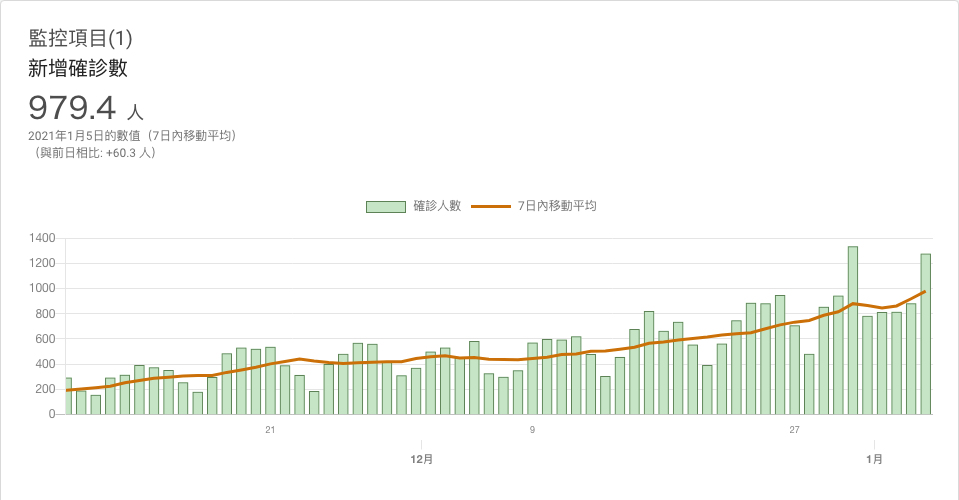 監控項目(1)
新增確診數
979.4 人
2021年1月5日的數值（7日內移動平均）
（與前日相比: +60.3 人）
確診人數 7日內移動平均
1400
1200
1000
800
600
400
200
0
21 9 27
12月 1月